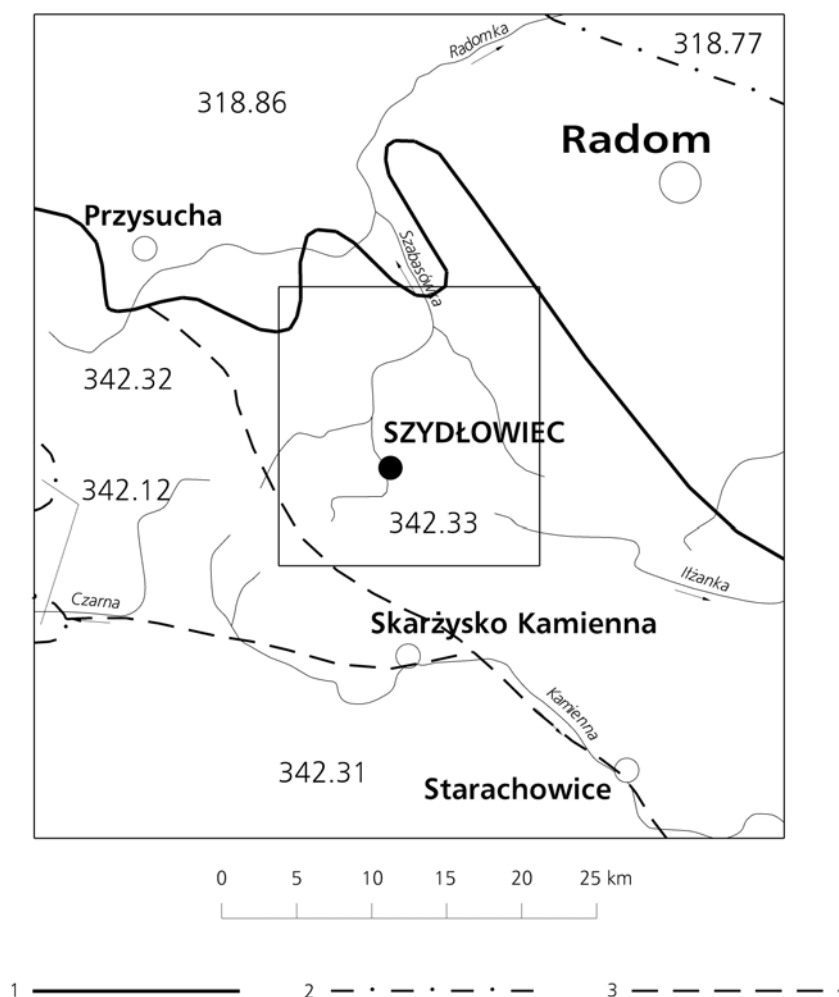 Radomka
318.77
318.86
Radom
Przysucha
Szabasówka
342.32
SZYDŁOWIEC
342.12
342.33
Iłżanka
Czarna
Skarżysko Kamienna
Kamienna
342.31
Starachowice
0 5 10 15 20 25 km
1 2 3